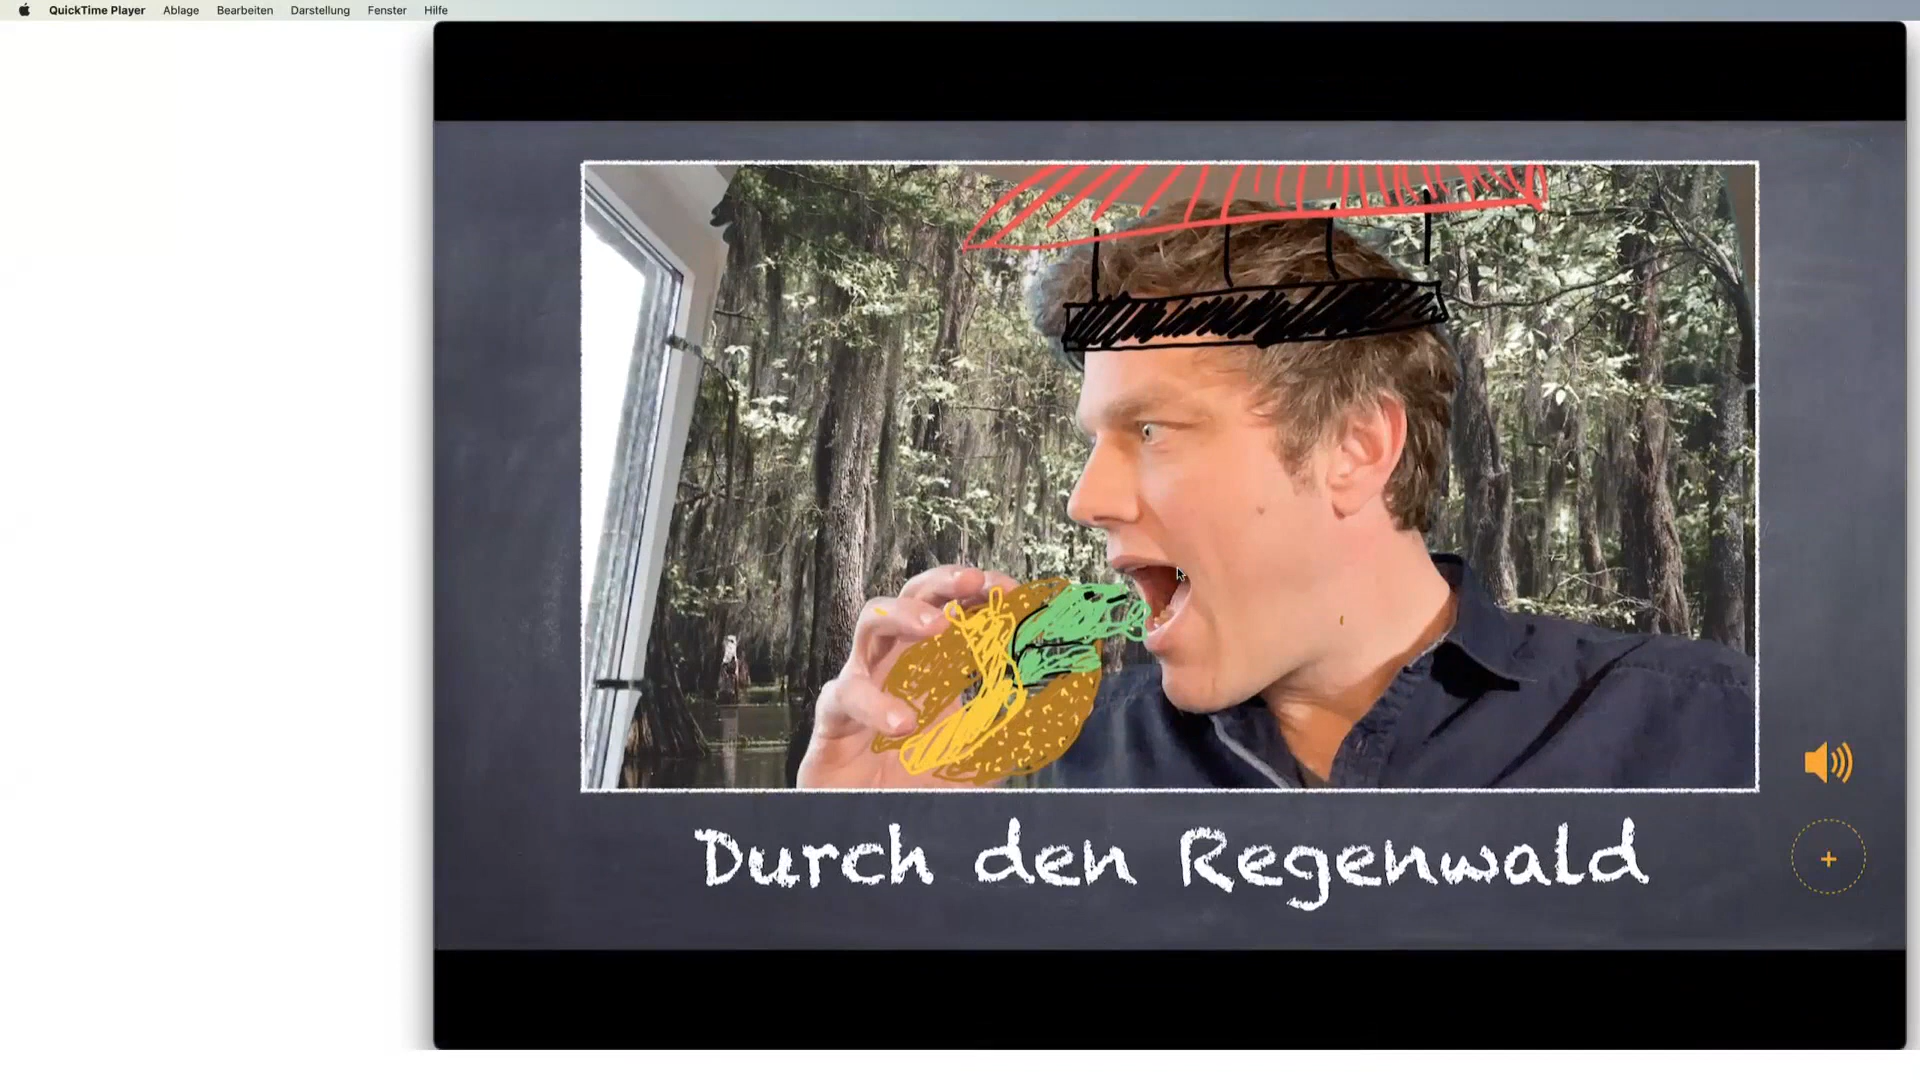 QuickTime Player Ablage Bearbeiten Darstellung Fenster Hilfe
Durch den Regenwald